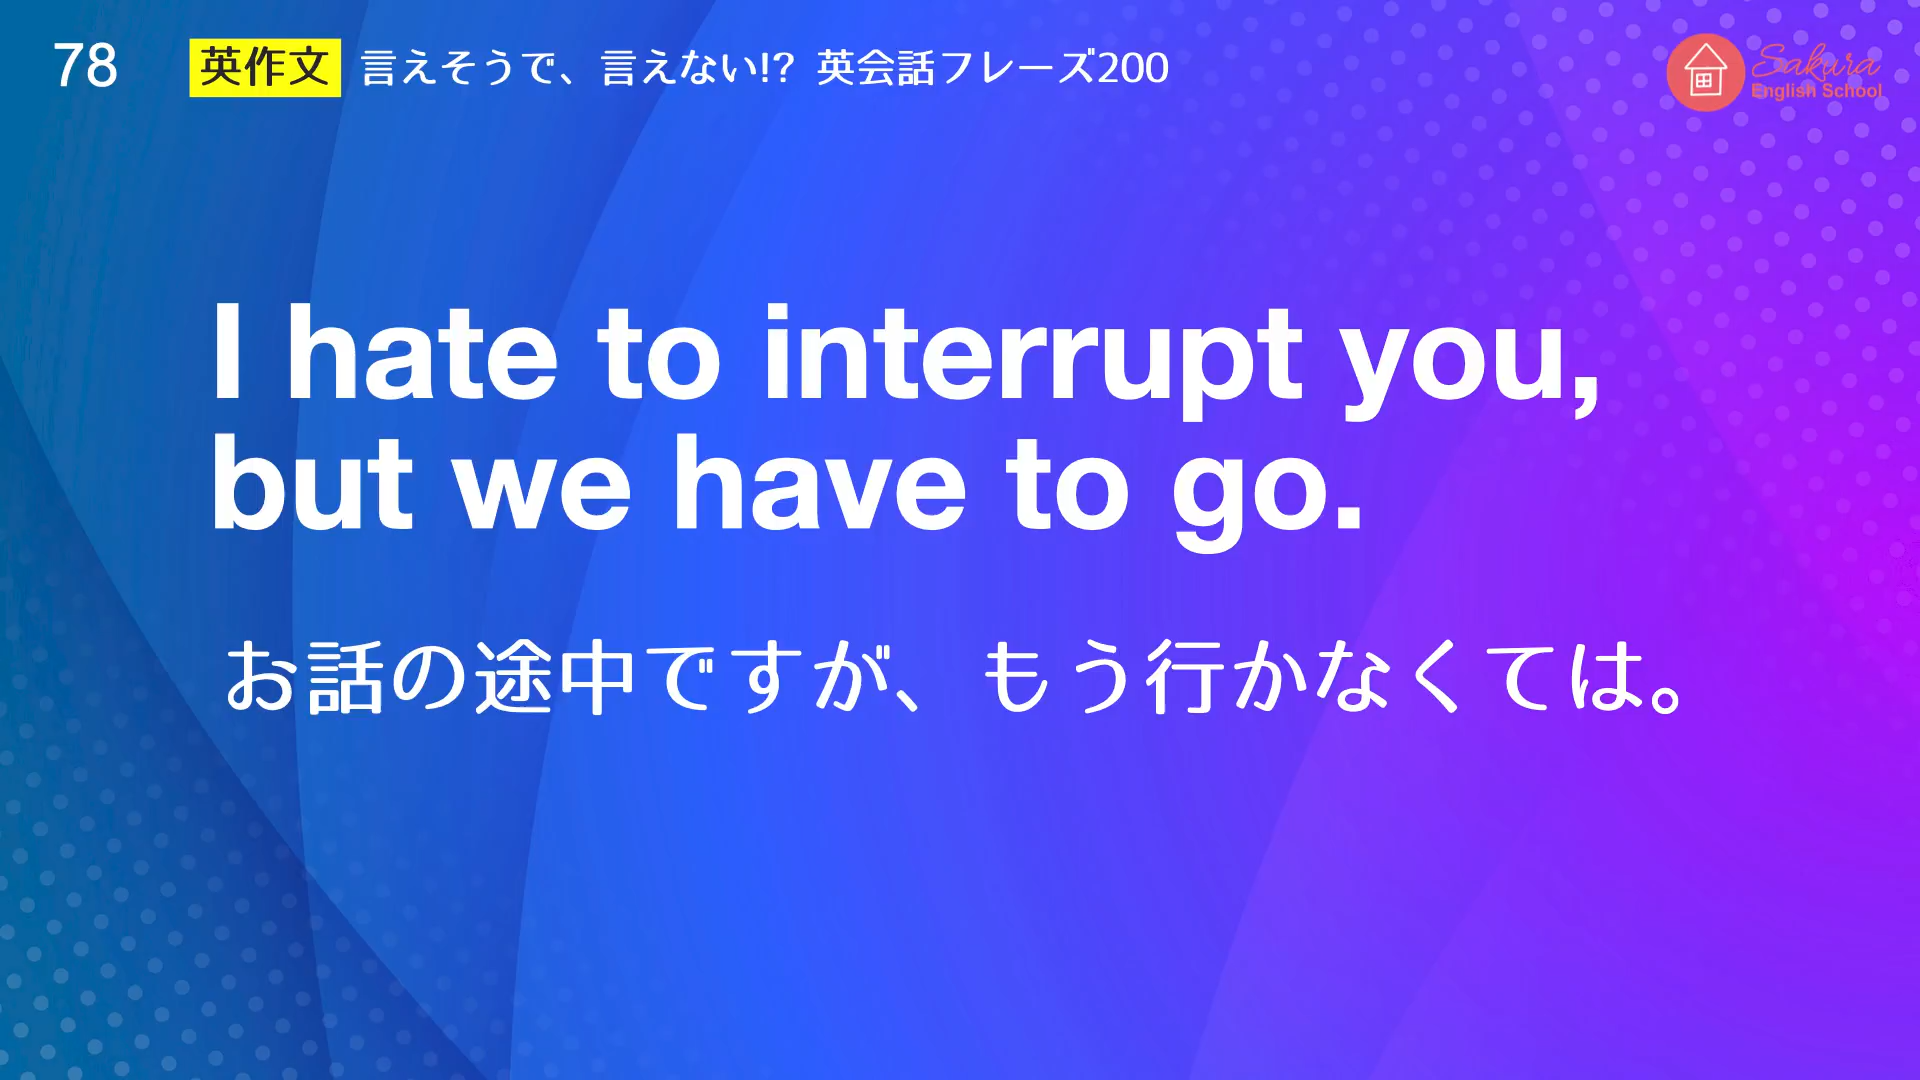 78
英作文 言えそうで、言えない!? 英会話フレーズ200
Sakura
English School
I hate to interrupt you,
but we have to go.
お話の途中ですが、もう行かなくては。